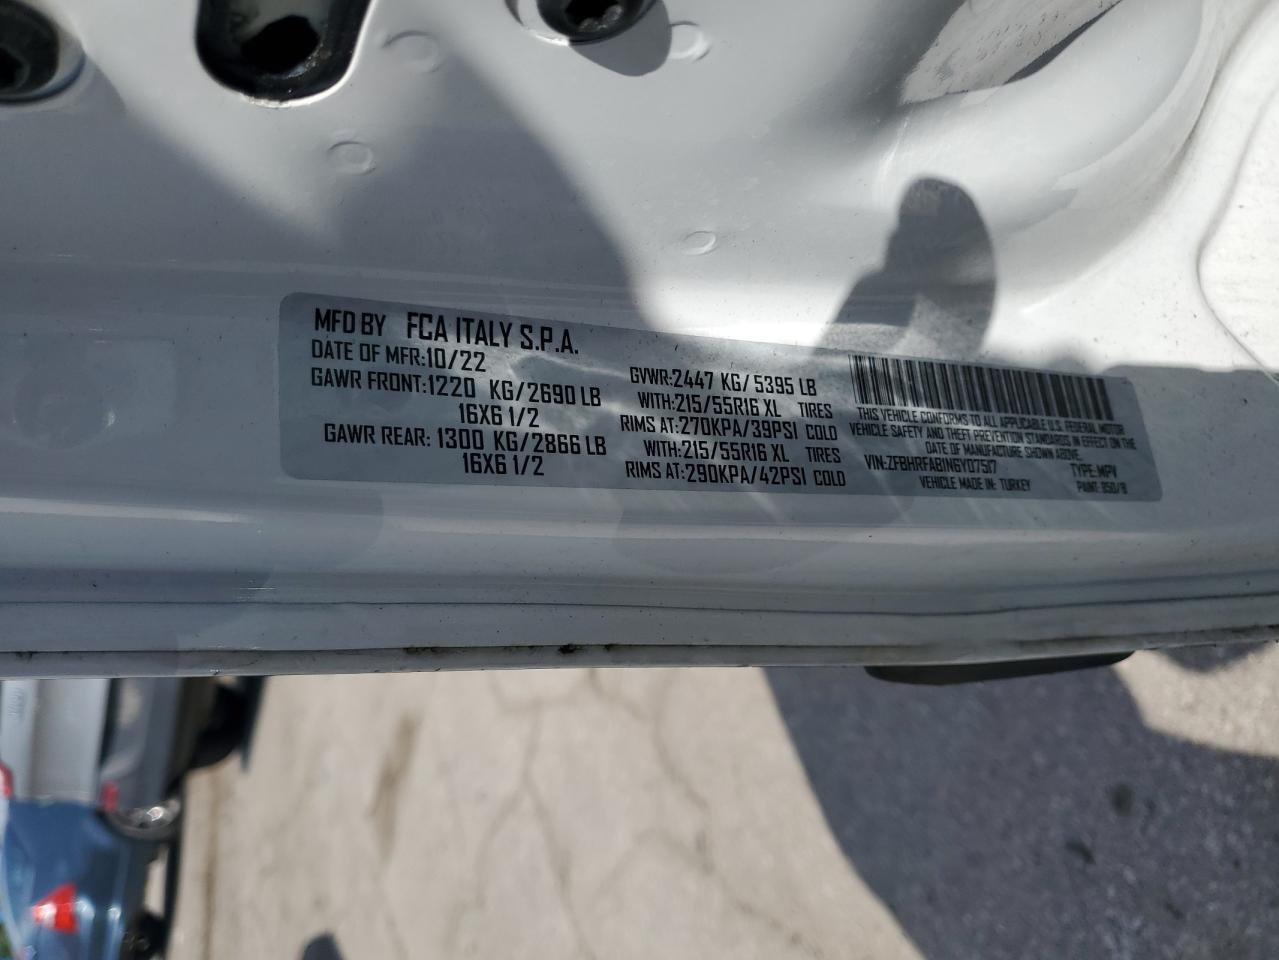 MFD BY FCA ITALY S.P.A.
DATE OF MFR:10/22
GAWR FRONT:1220 KG/2690 LB
16X6 1/2
GAWR REAR: 1300 KG/2866 LB
16X6 1/2
GVWR:2447 KG/ 5395 LB
WITH:215/55R16 XL TIRES
RIMS AT:270KPA/39PSI COLD
WITH:215/55R16 XL TIRES
RIMS AT:290KPA/42PSI COLD
THIS VEHICLE CONFORMS TO ALL APPLICABLE U.S. FEDERAL MOTOR
VEHICLE SAFETY AND THEFT PREVENTION STANDARDS IN EFFECT ON THE
DATE OF MANUFACTURE SHOWN ABOVE.
VIN:ZFBHRFAB1N6Y07517 TYPE: MPV
VEHICLE MADE IN: TURKEY PAINT: 850/B